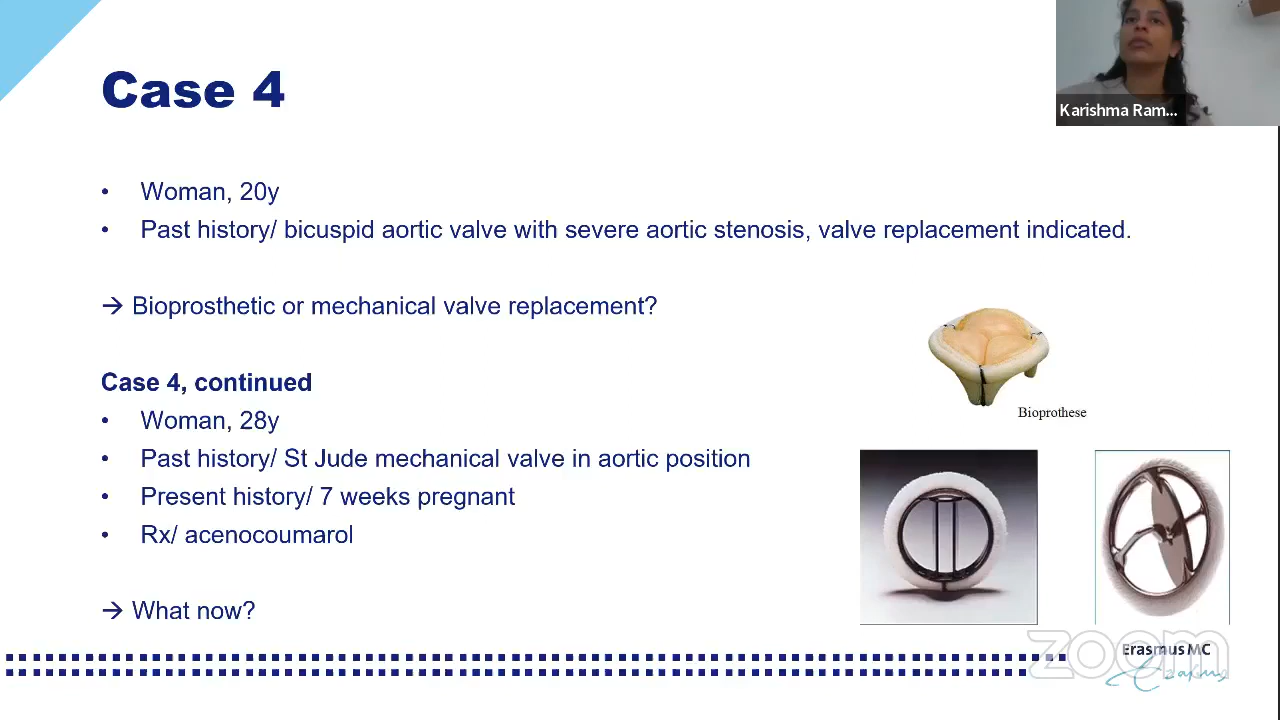 Case 4
Karishma Ram...
• Woman, 20y
• Past history/ bicuspid aortic valve with severe aortic stenosis, valve replacement indicated.
→ Bioprosthetic or mechanical valve replacement?
Bioprothese
Case 4, continued
• Woman, 28y
• Past history/ St Jude mechanical valve in aortic position
• Present history/ 7 weeks pregnant
• Rx/ acenocoumarol
→ What now?
zoom
Erasmus MC
Erasmus